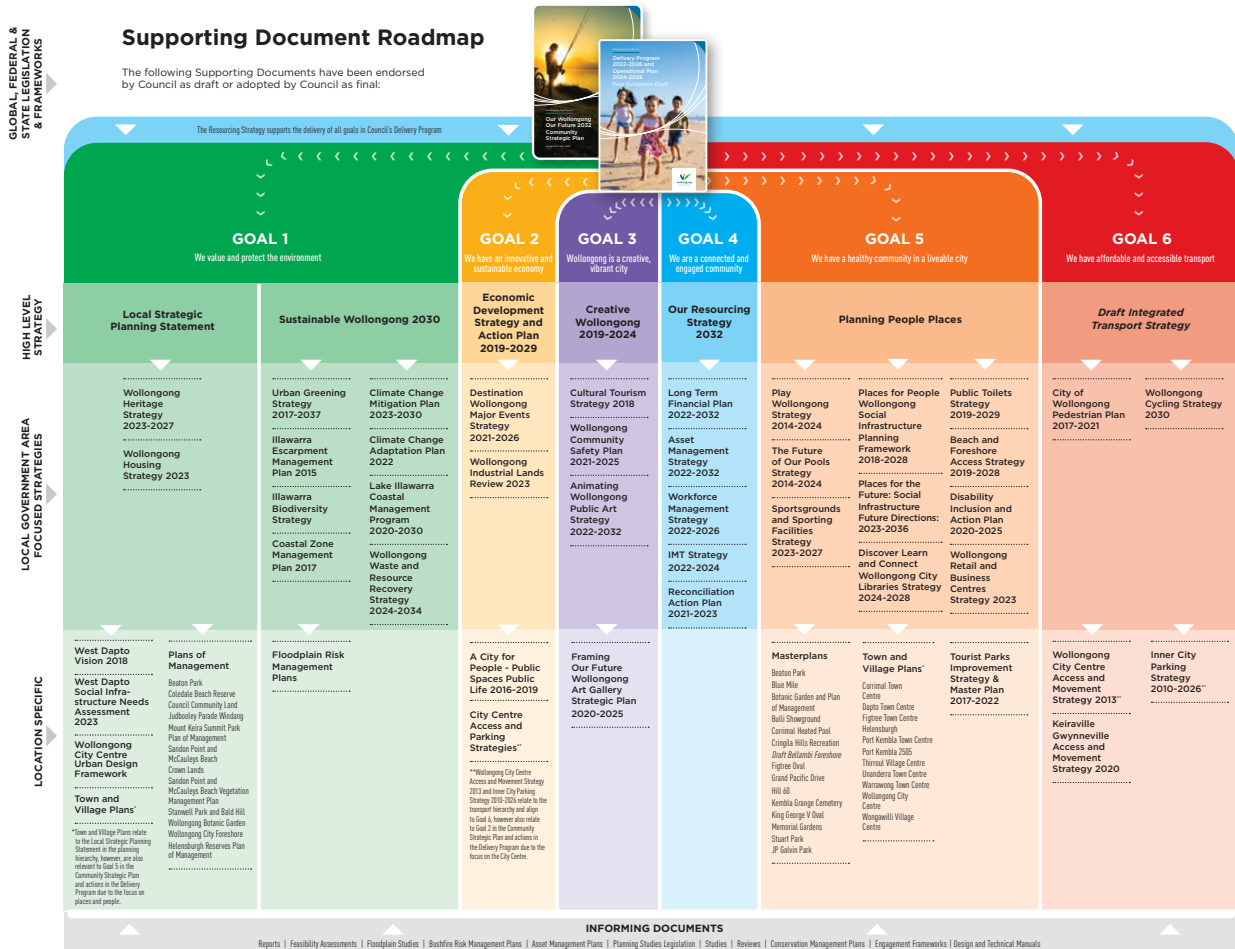 Supporting Document Roadmap
The following Supporting Documents have been endorsed
by Council as draft or adopted by Council as final:
GLOBAL, FEDERAL &
STATE LEGISLATION
& FRAMEWORKS
Our Wollongong
Our Future 2032
Community
Strategic Plan
Delivery Program
2022-2026 and
Operational Plan
2024-2025
Post Exhibition Draft
The Resourcing Strategy supports the delivery of all goals in Council's Delivery Program
GOAL 1
We value and protect the environment
GOAL 2
We have an innovative and
sustainable economy
GOAL 3
Wollongong is a creative,
vibrant city
GOAL 4
We are a connected and
engaged community
GOAL 5
We have a healthy community in a liveable city
GOAL 6
We have affordable and accessible transport
HIGH LEVEL
STRATEGY
Local Strategic
Planning Statement
Sustainable Wollongong 2030
Economic
Development
Strategy and
Action Plan
2019-2029
Creative
Wollongong
2019-2024
Our Resourcing
Strategy
2032
Planning People Places
Draft Integrated
Transport Strategy
LOCAL GOVERNMENT AREA
FOCUSED STRATEGIES
Wollongong
Heritage
Strategy
2023-2027
Wollongong
Housing
Strategy 2023
Urban Greening
Strategy
2017-2037
Illawarra
Escarpment
Management
Plan 2015
Illawarra
Biodiversity
Strategy
Coastal Zone
Management
Plan 2017
Climate Change
Mitigation Plan
2023-2030
Climate Change
Adaptation Plan
2022
Lake Illawarra
Coastal
Management
Program
2020-2030
Wollongong
Waste and
Resource
Recovery
Strategy
2024-2034
Destination
Wollongong
Major Events
Strategy
2021-2026
Wollongong
Industrial Lands
Review 2023
Cultural Tourism
Strategy 2018
Wollongong
Community
Safety Plan
2021-2025
Animating
Wollongong
Public Art
Strategy
2022-2032
Long Term
Financial Plan
2022-2032
Asset
Management
Strategy
2022-2032
Workforce
Management
Strategy
2022-2026
IMT Strategy
2022-2024
Reconciliation
Action Plan
2021-2023
Play
Wollongong
Strategy
2014-2024
The Future
of Our Pools
Strategy
2014-2024
Sportsgrounds
and Sporting
Facilities
Strategy
2023-2027
Places for People
Wollongong
Social
Infrastructure
Planning
Framework
2018-2028
Places for the
Future: Social
Infrastructure
Future Directions:
2023-2036
Discover Learn
and Connect
Wollongong City
Libraries Strategy
2024-2028
Public Toilets
Strategy
2019-2029
Beach and
Foreshore
Access Strategy
2019-2028
Disability
Inclusion and
Action Plan
2020-2025
Wollongong
Retail and
Business
Centres
Strategy 2023
City of
Wollongong
Pedestrian Plan
2017-2021
Wollongong
Cycling Strategy
2030
LOCATION SPECIFIC
West Dapto
Vision 2018
West Dapto
Social Infra-
structure Needs
Assessment
2023
Wollongong
City Centre
Urban Design
Framework
Town and
Village Plans*
*Town and Village Plans relate
to the Local Strategic Planning
Statement in the planning
hierarchy, however, are also
relevant to Goal 5 in the
Community Strategic Plan
and actions in the Delivery
Program due to the focus on
places and people.
Plans of
Management
Beaton Park
Coledale Beach Reserve
Council Community Land
Judbooley Parade Windang
Mount Keira Summit Park
Plan of Management
Sandon Point and
McCauleys Beach
Crown Lands
Sandon Point and
McCauleys Beach Vegetation
Management Plan
Stanwell Park and Bald Hill
Wollongong Botanic Garden
Wollongong City Foreshore
Helensburgh Reserves Plan
of Management
Floodplain Risk
Management
Plans
A City for
People - Public
Spaces Public
Life 2016-2019
City Centre
Access and
Parking
Strategies**
**Wollongong City Centre
Access and Movement Strategy
2013 and Inner City Parking
Strategy 2010-2026 relate to the
transport hierarchy and align
to Goal 6, however also relate
to Goal 2 in the Community
Strategic Plan and actions in
the Delivery Program due to the
focus on the City Centre.
Framing
Our Future
Wollongong
Art Gallery
Strategic Plan
2020-2025
Masterplans
Beaton Park
Blue Mile
Botanic Garden and Plan
of Management
Bulli Showground
Corrimal Heated Pool
Cringila Hills Recreation
Draft Bellambi Foreshore
Figtree Oval
Grand Pacific Drive
Hill 60
Kembla Grange Cemetery
King George V Oval
Memorial Gardens
Stuart Park
JP Galvin Park
Town and
Village Plans*
Corrimal Town
Centre
Dapto Town Centre
Figtree Town Centre
Helensburgh
Port Kembla Town Centre
Port Kembla 2505
Thirroul Village Centre
Unanderra Town Centre
Warrawong Town Centre
Wollongong City
Centre
Wongawilli Village
Centre
Tourist Parks
Improvement
Strategy &
Master Plan
2017-2022
Wollongong
City Centre
Access and
Movement
Strategy 2013**
Keiraville
Gwynneville
Access and
Movement
Strategy 2020
Inner City
Parking
Strategy
2010-2026**
INFORMING DOCUMENTS
Reports | Feasibility Assessments | Floodplain Studies | Bushfire Risk Management Plans | Asset Management Plans | Planning Studies Legislation | Studies | Reviews | Conservation Management Plans | Engagement Frameworks | Design and Technical Manuals